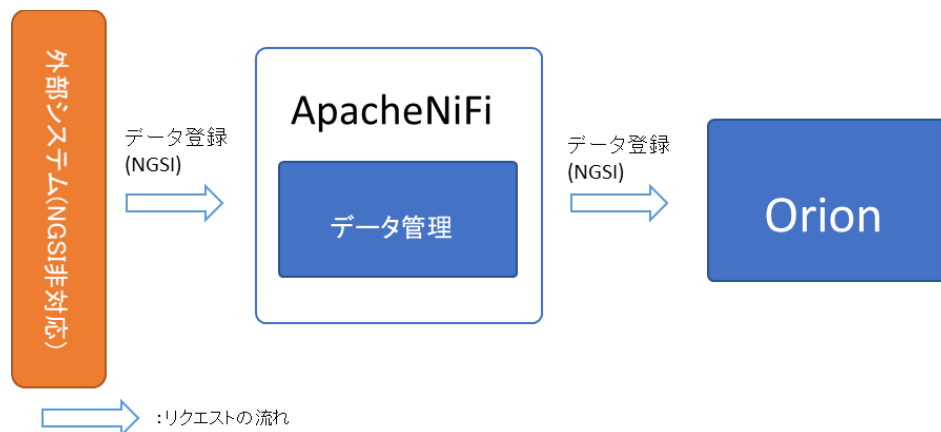 外部システム(NGSI非対応)
データ登録
(NGSI)
ApacheNiFi
データ管理
データ登録
(NGSI)
Orion
:リクエストの流れ